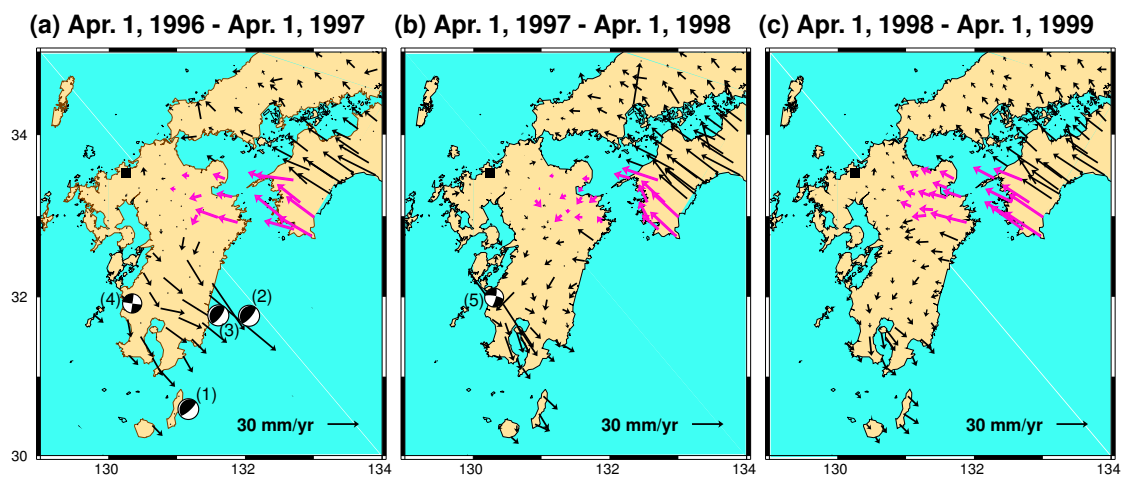 (a) Apr. 1, 1996 - Apr. 1, 1997
(b) Apr. 1, 1997 - Apr. 1, 1998
(c) Apr. 1, 1998 - Apr. 1, 1999
34
32
30
(4)
(2)
(3)
(1)
(5)
30 mm/yr
30 mm/yr
30 mm/yr
130
132
134
130
132
134
130
132
134